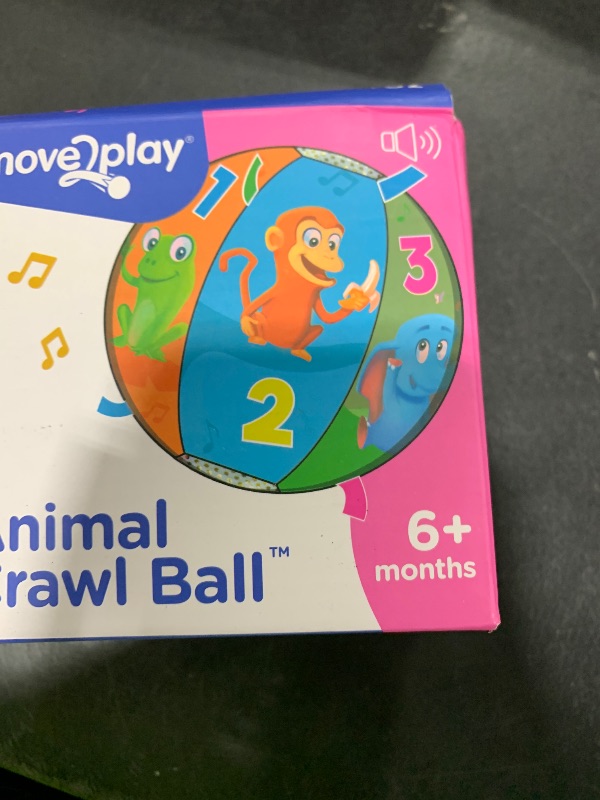 move2play®
1
3
2
Animal
Crawl Ball™
6+
months